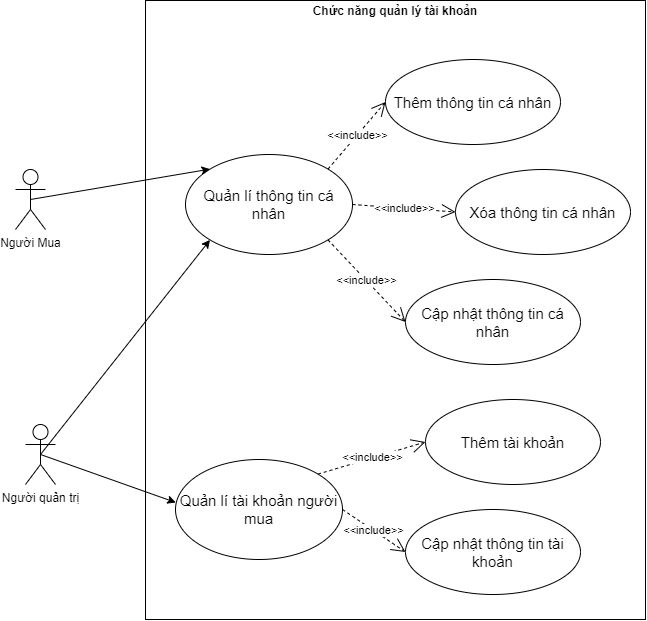 Chức năng quản lý tài khoản
Thêm thông tin cá nhân
<<include>>
Quản lí thông tin cá
nhân
<<include>>
Xóa thông tin cá nhân
Người Mua
<<include>>
Cập nhật thông tin cá
nhân
Thêm tài khoản
<<include>>
Người quản trị
Quản lí tài khoản người
mua
<<include>>
Cập nhật thông tin tài
khoản